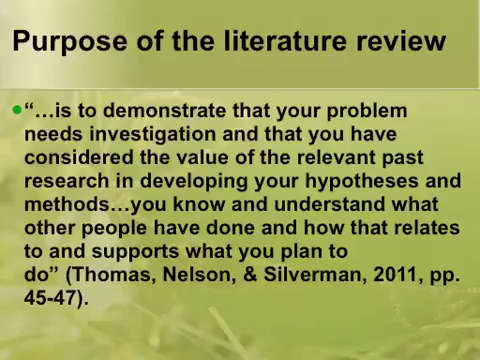 Purpose of the literature review
•“…is to demonstrate that your problem
needs investigation and that you have
considered the value of the relevant past
research in developing your hypotheses and
methods…you know and understand what
other people have done and how that relates
to and supports what you plan to
do” (Thomas, Nelson, & Silverman, 2011, pp.
45-47).